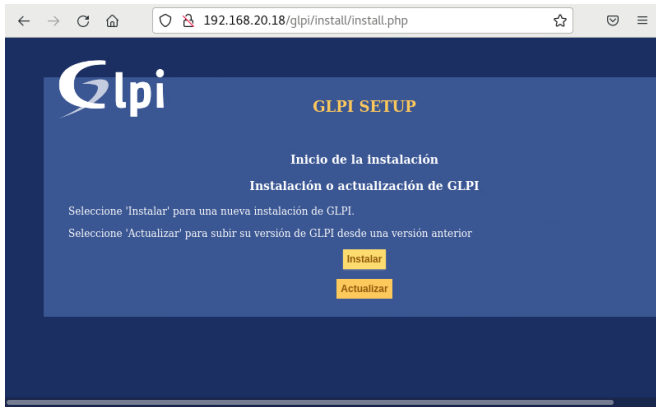 192.168.20.18/glpi/install/install.php
Glpi
GLPI SETUP
Inicio de la instalación
Instalación o actualización de GLPI
Seleccione 'Instalar' para una nueva instalación de GLPI.
Seleccione 'Actualizar' para subir su versión de GLPI desde una versión anterior
Instalar
Actualizar